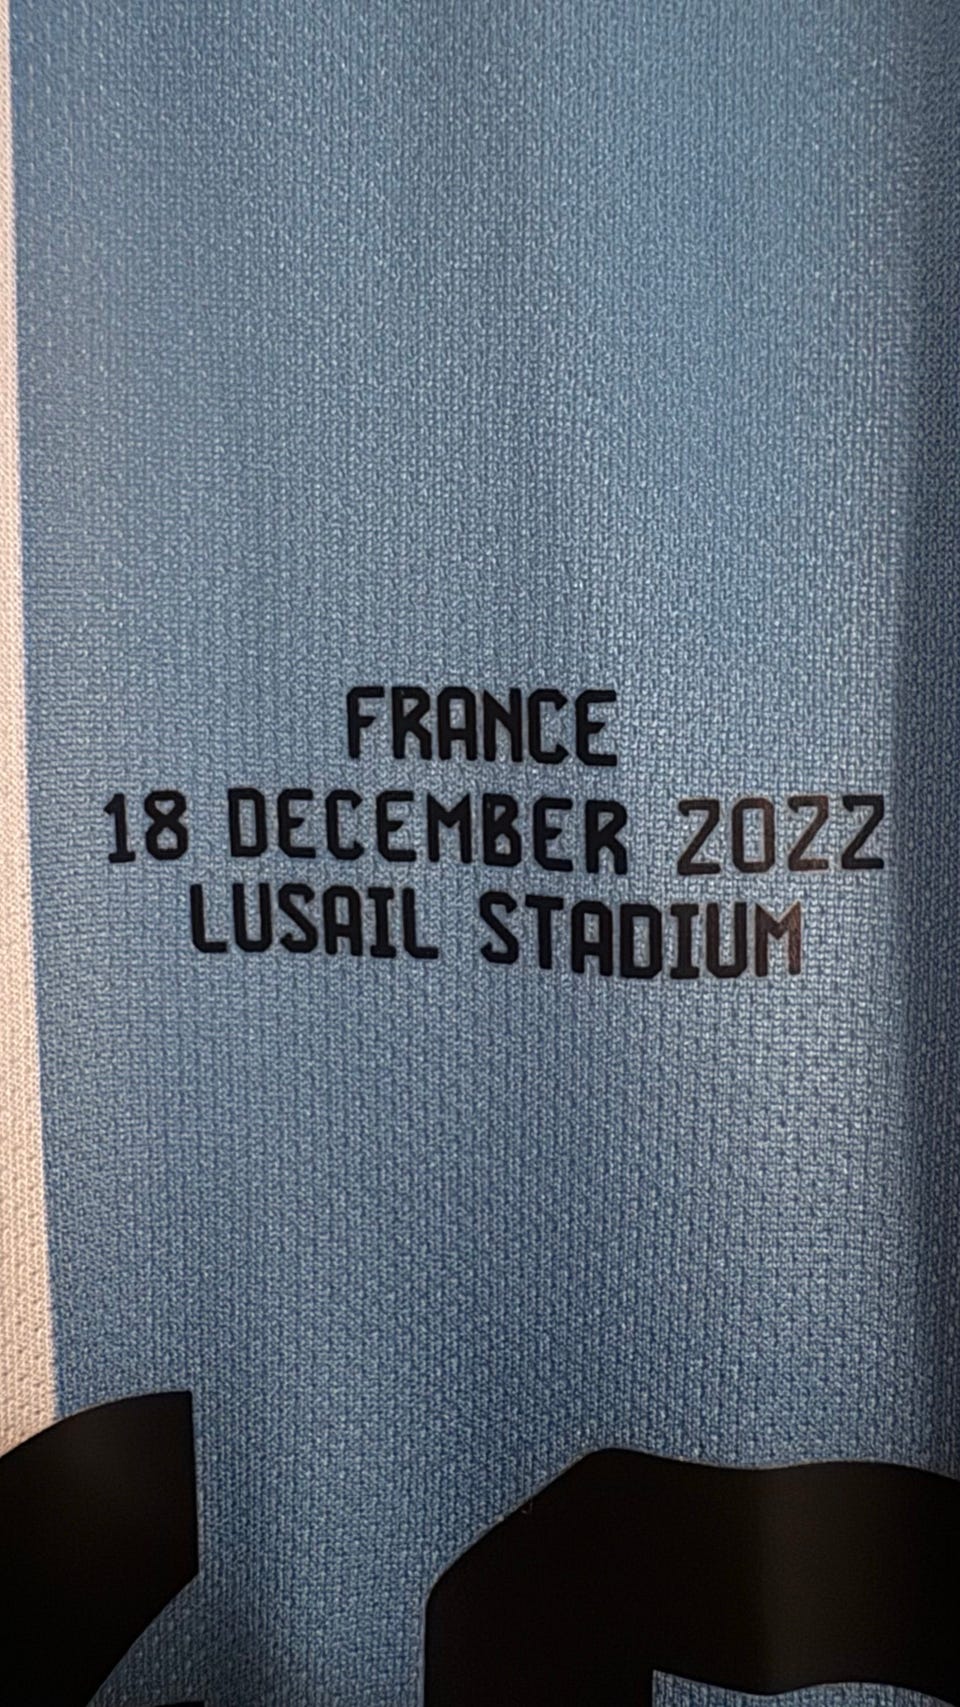 FRANCE
18 DECEMBER 2022
LUSAIL STADIUM